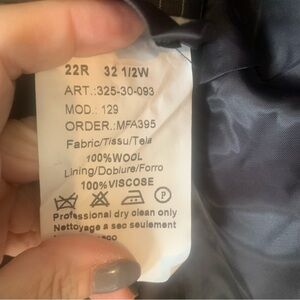 22R 32 1/2W
ART.:325-30-093
MOD.: 129
ORDER.:MFA395
Fabric/Tissu/Tela
100%WOOL
Lining/Doblure/Forro
100%VISCOSE
P
Professional dry clean only
Nettoyage a sec seulement